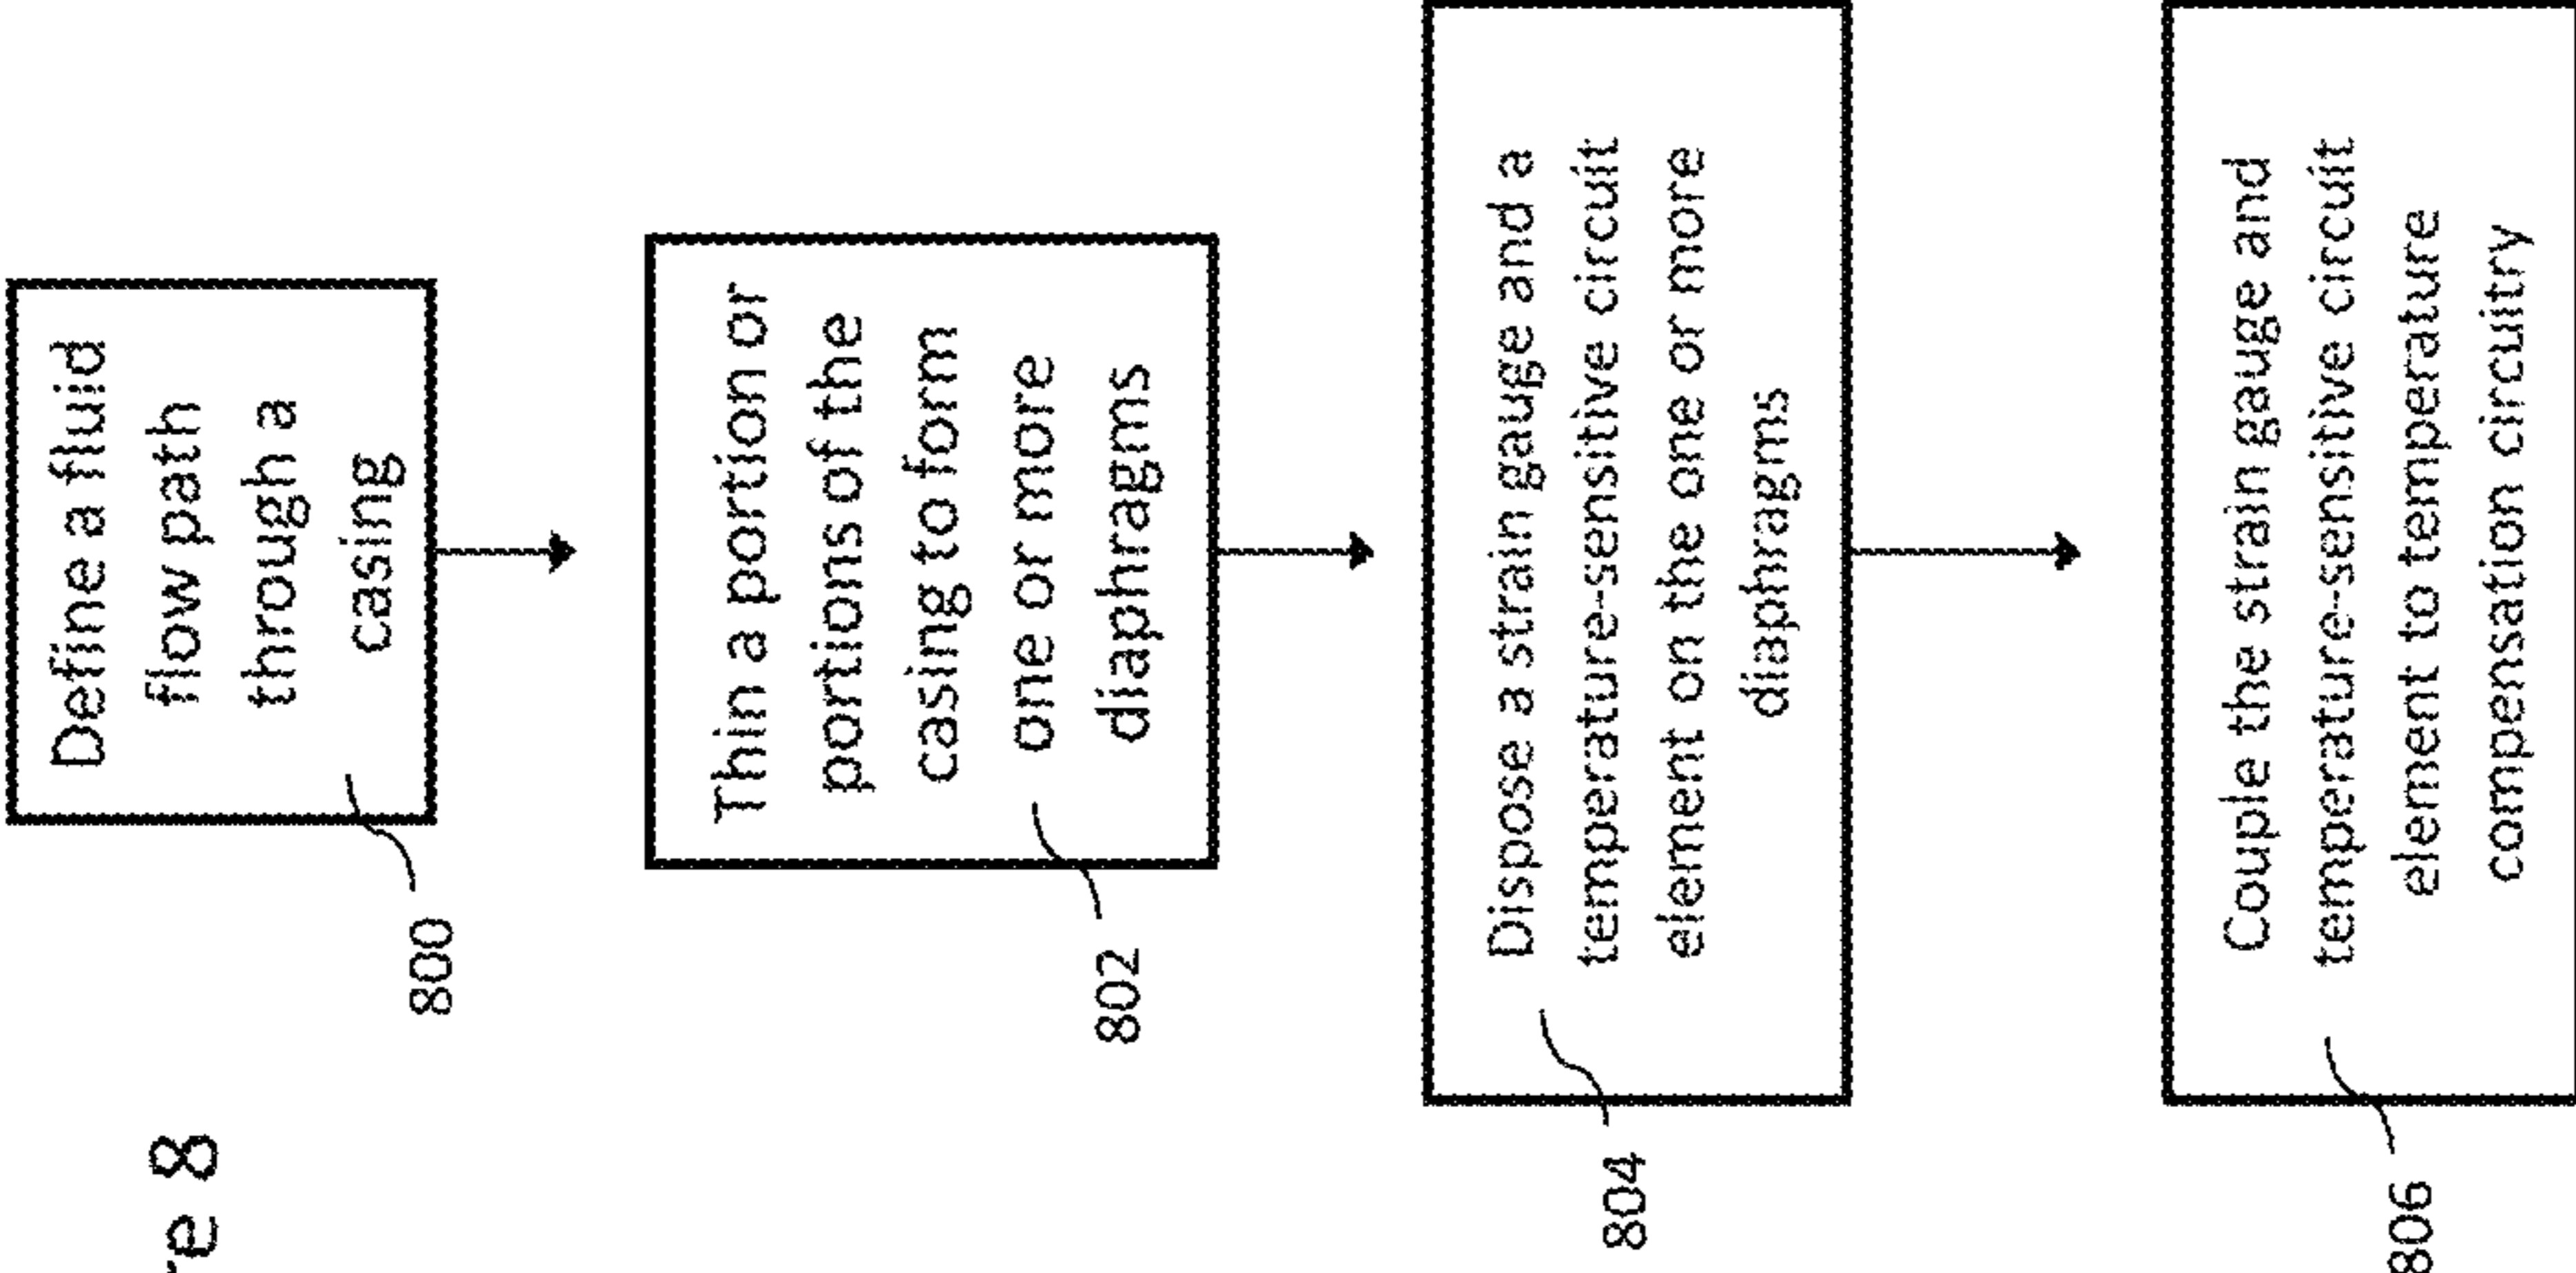 re 8
Define a fluid
flow path
through a
casing
800
Thin a portion or
portions of the
casing to form
one or more
diaphragms
802
Dispose a strain gauge and a
temperature-sensitive circuit
element on the one or more
diaphragms
804
Couple the strain gauge and
temperature-sensitive circuit
element to temperature
compensation circuitry
806